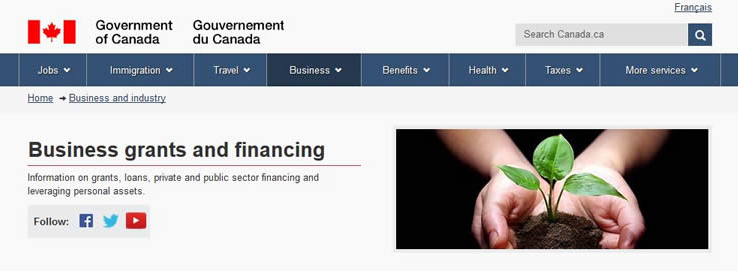 Français
Government of Canada
Gouvernement du Canada
Search Canada.ca
Jobs
Immigration
Travel
Business
Benefits
Health
Taxes
More services
Home ➔ Business and industry
Business grants and financing
Information on grants, loans, private and public sector financing and
leveraging personal assets.
Follow: